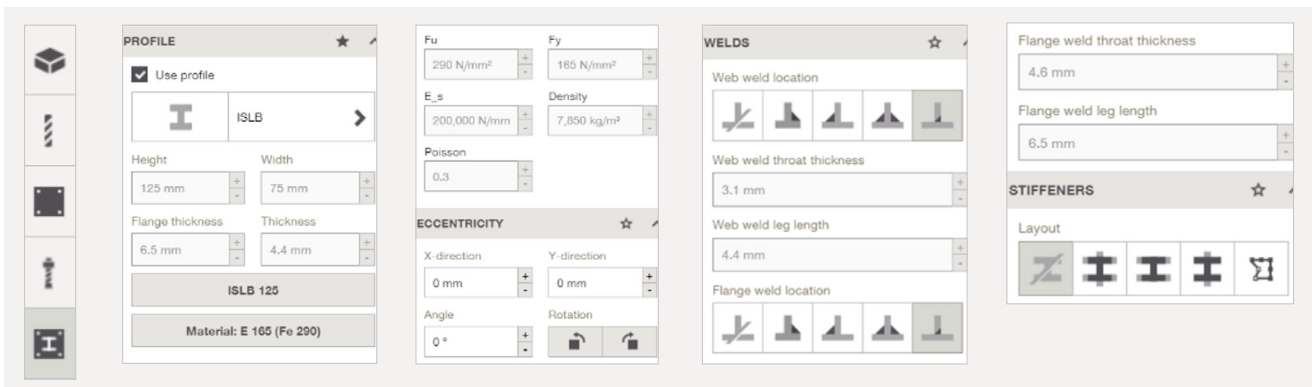 PROFILE
Use profile
ISLB
Height Width
125 mm 75 mm
Flange thickness Thickness
6.5 mm 4.4 mm
ISLB 125
Material: E 165 (Fe 290)
Fu Fy
290 N/mm² 165 N/mm²
E_s Density
200,000 N/mm 7,850 kg/m³
Poisson
0.3
ECCENTRICITY
X-direction Y-direction
0 mm 0 mm
Angle Rotation
0 °
WELDS
Web weld location
Web weld throat thickness
3.1 mm
Web weld leg length
4.4 mm
Flange weld location
Flange weld throat thickness
4.6 mm
Flange weld leg length
6.5 mm
STIFFENERS
Layout